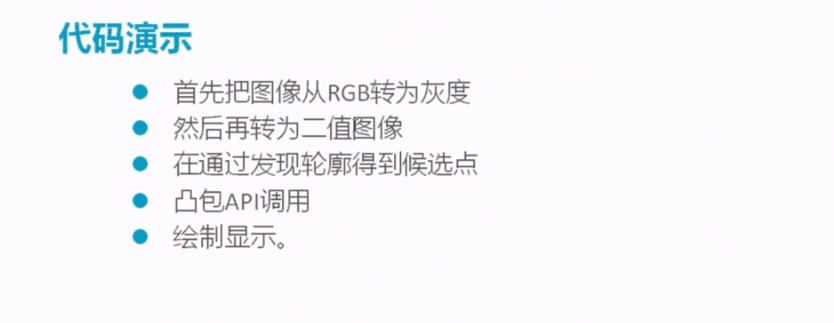 代码演示
● 首先把图像从RGB转为灰度
● 然后再转为二值图像
● 在通过发现轮廓得到候选点
● 凸包API调用
● 绘制显示。